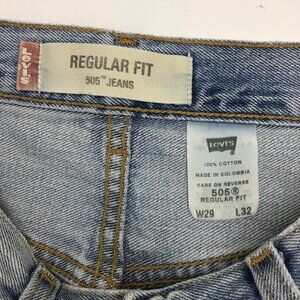 LEVI'S
REGULAR FIT
505™ JEANS
LEVI'S
100% COTTON
MADE IN COLOMBIA
CARE ON REVERSE
505®
REGULAR FIT
W29 L32